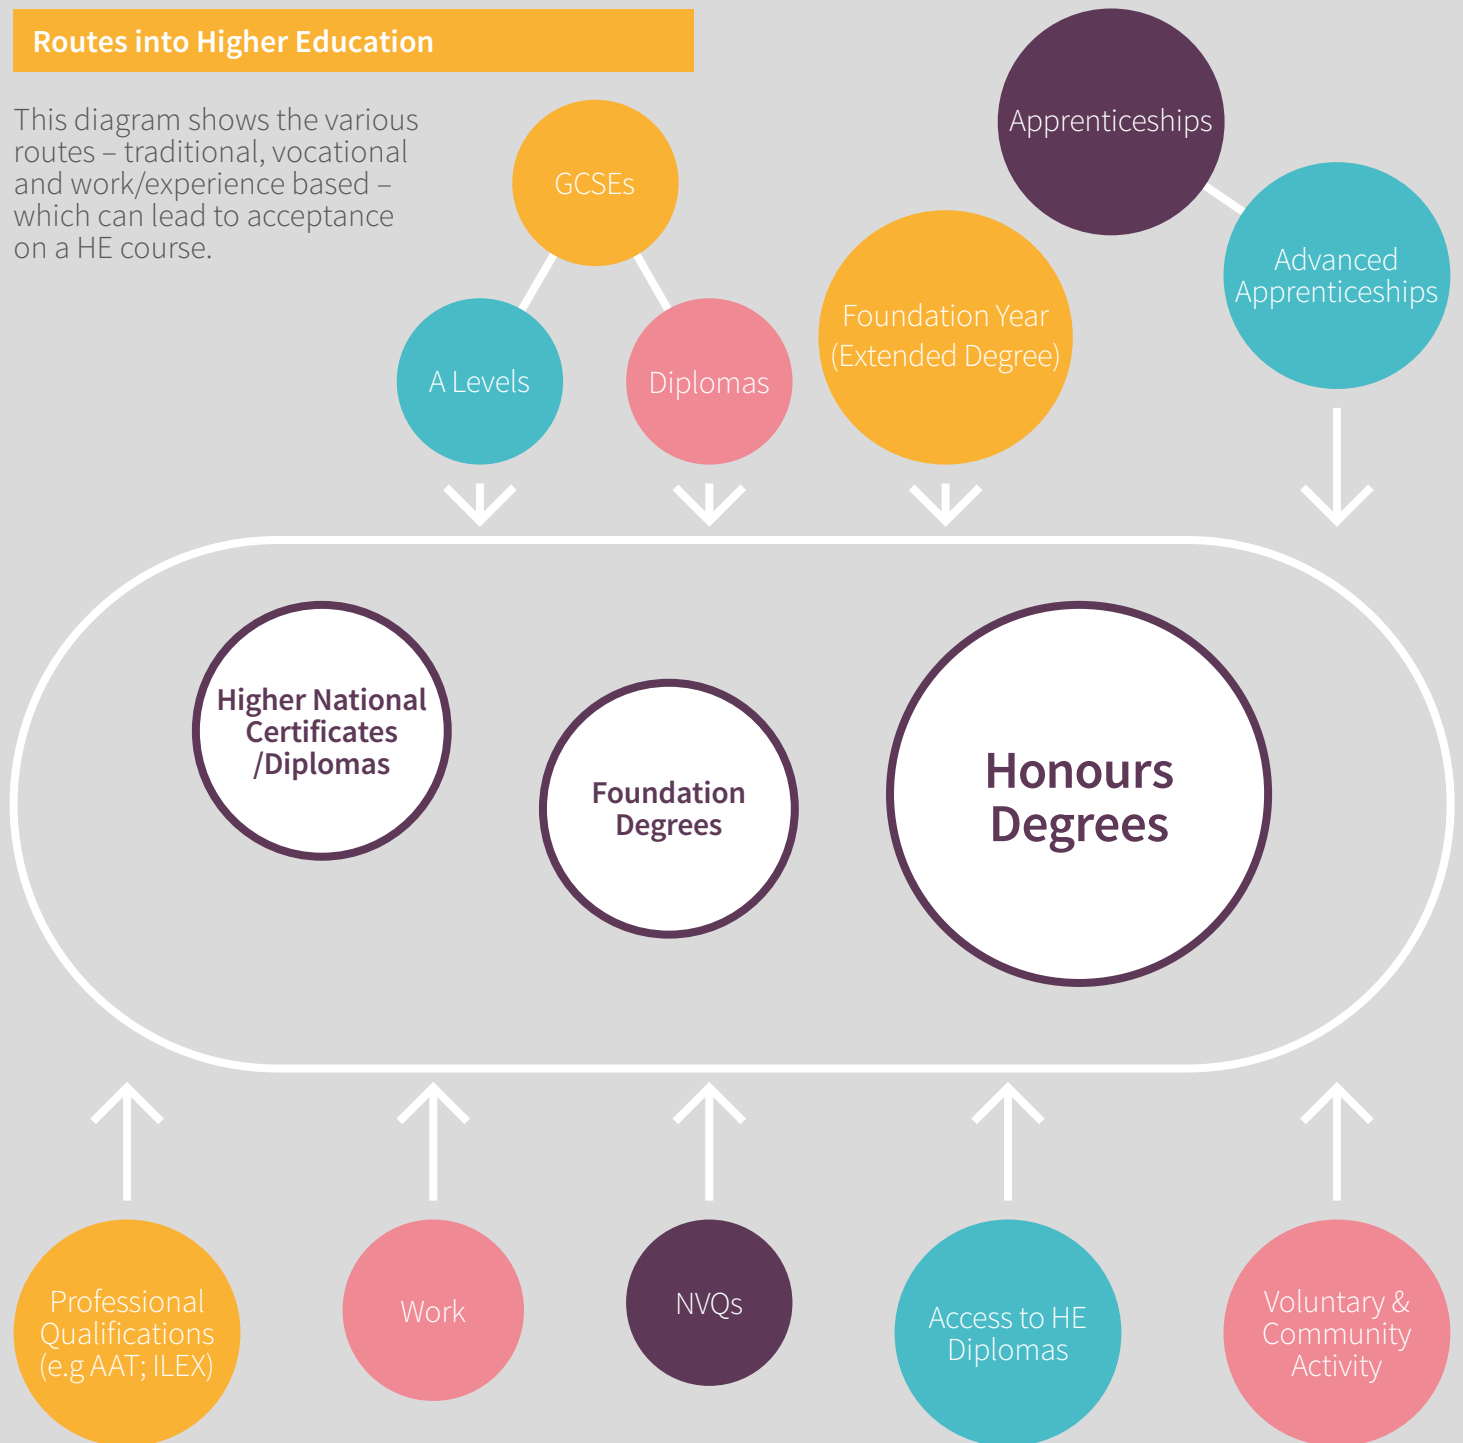 Routes into Higher Education
This diagram shows the various
routes – traditional, vocational
and work/experience based –
which can lead to acceptance
on a HE course.
GCSEs
A Levels
Diplomas
Foundation Year
(Extended Degree)
Apprenticeships
Advanced
Apprenticeships
Higher National
Certificates
/Diplomas
Foundation
Degrees
Honours
Degrees
Professional
Qualifications
(e.g AAT; ILEX)
Work
NVQs
Access to HE
Diplomas
Voluntary &
Community
Activity